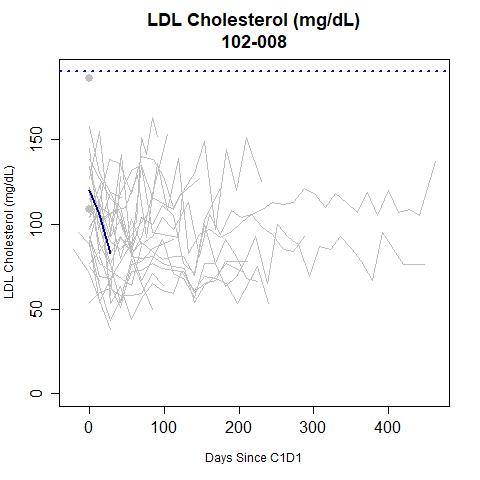 LDL Cholesterol (mg/dL)
102-008
LDL Cholesterol (mg/dL)
150
100
50
0
0 100 200 300 400
Days Since C1D1